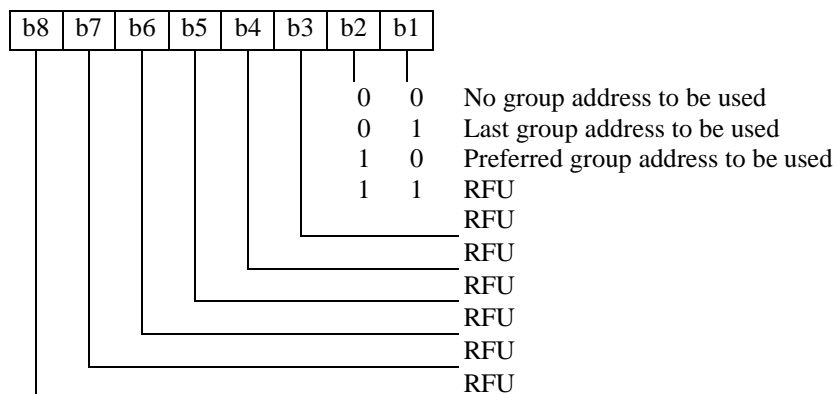 b8 b7 b6 b5 b4 b3 b2 b1
0 0 No group address to be used
0 1 Last group address to be used
1 0 Preferred group address to be used
1 1 RFU
RFU
RFU
RFU
RFU
RFU
RFU